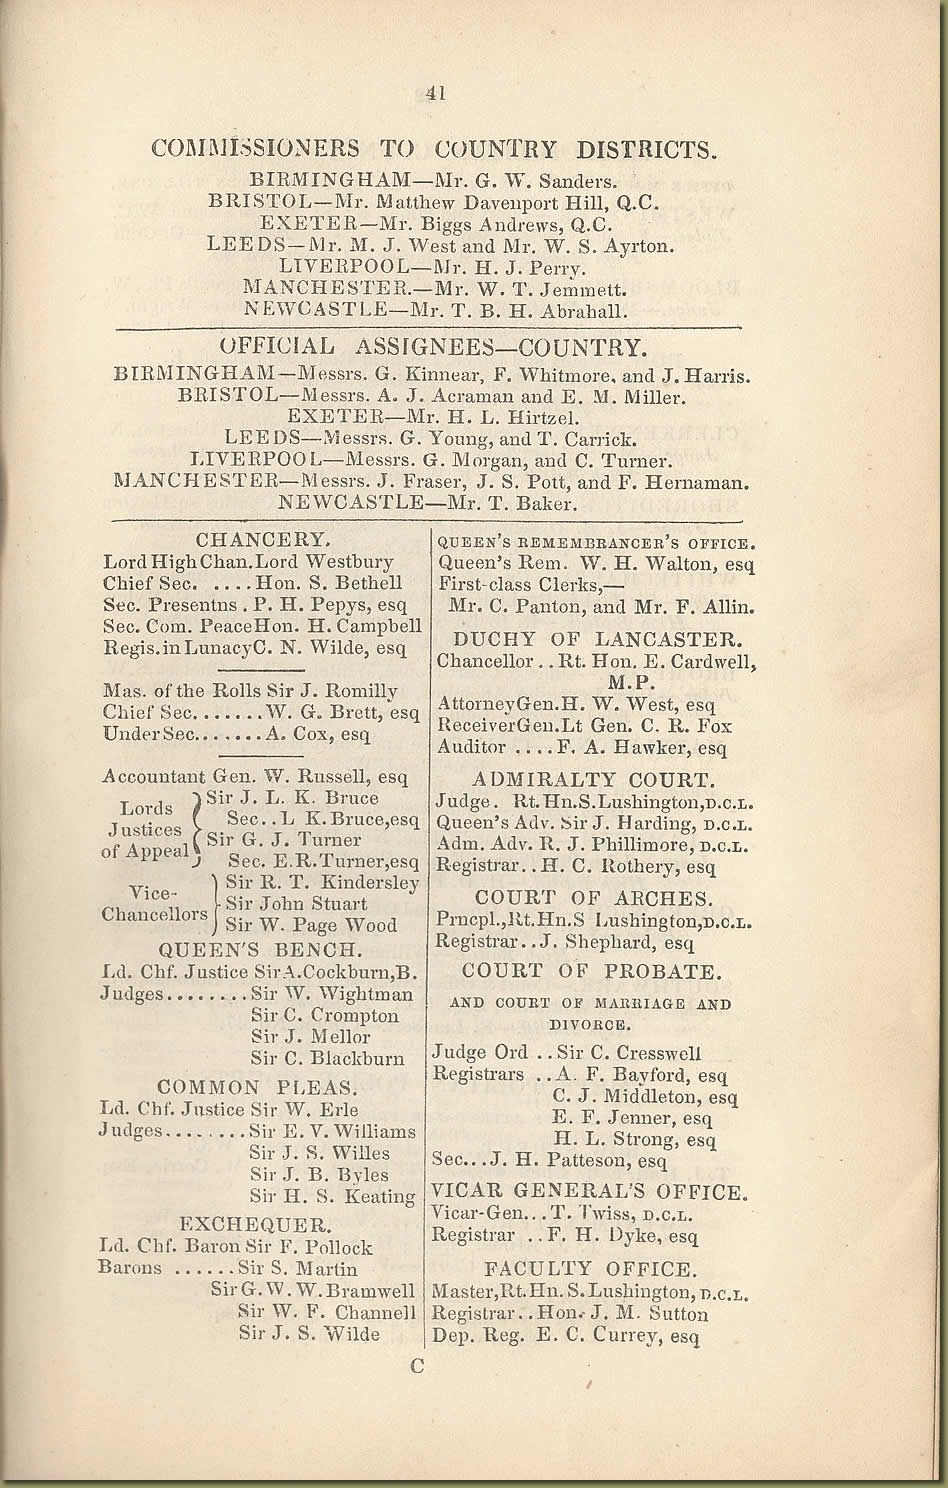 41
COMMISSIONERS TO COUNTRY DISTRICTS.
BIRMINGHAM—Mr. G. W. Sanders.
BRISTOL—Mr. Matthew Davenport Hill, Q.C.
EXETER—Mr. Biggs Andrews, Q.C.
LEEDS—Mr. M. J. West and Mr. W. S. Ayrton.
LIVERPOOL—Mr. H. J. Perry.
MANCHESTER.—Mr. W. T. Jemmett.
NEWCASTLE—Mr. T. B. H. Abrahall.
OFFICIAL ASSIGNEES—COUNTRY.
BIRMINGHAM—Messrs. G. Kinnear, F. Whitmore, and J. Harris.
BRISTOL—Messrs. A. J. Acraman and E. M. Miller.
EXETER—Mr. H. L. Hirtzel.
LEEDS—Messrs. G. Young, and T. Carrick.
LIVERPOOL—Messrs. G. Morgan, and C. Turner.
MANCHESTER—Messrs. J. Fraser, J. S. Pott, and F. Hernaman.
NEWCASTLE—Mr. T. Baker.
CHANCERY.
Lord High Chan. Lord Westbury
Chief Sec. ....Hon. S. Bethell
Sec. Presentns . P. H. Pepys, esq
Sec. Com. Peace Hon. H. Campbell
Regis. in Lunacy C. N. Wilde, esq
Mas. of the Rolls Sir J. Romilly
Chief Sec.......W. G. Brett, esq
Under Sec.......A. Cox, esq
Accountant Gen. W. Russell, esq
Lords Justices of Appeal
Sir J. L. K. Bruce
Sec. ..L K. Bruce, esq
Sir G. J. Turner
Sec. E. R. Turner, esq
Vice-Chancellors
Sir R. T. Kindersley
Sir John Stuart
Sir W. Page Wood
QUEEN'S BENCH.
Ld. Chf. Justice Sir A. Cockburn, B.
Judges........Sir W. Wightman
Sir C. Crompton
Sir J. Mellor
Sir C. Blackburn
COMMON PLEAS.
Ld. Chf. Justice Sir W. Erle
Judges........Sir E. V. Williams
Sir J. S. Willes
Sir J. B. Byles
Sir H. S. Keating
EXCHEQUER.
Ld. Chf. Baron Sir F. Pollock
Barons ......Sir S. Martin
Sir G. W. W. Bramwell
Sir W. F. Channell
Sir J. S. Wilde
QUEEN'S REMEMBRANCER'S OFFICE.
Queen's Rem. W. H. Walton, esq
First-class Clerks,—
Mr. C. Panton, and Mr. F. Allin.
DUCHY OF LANCASTER.
Chancellor . . Rt. Hon. E. Cardwell,
M.P.
Attorney Gen. H. W. West, esq
Receiver Gen. Lt Gen. C. R. Fox
Auditor ....F. A. Hawker, esq
ADMIRALTY COURT.
Judge. Rt. Hn. S. Lushington, D.C.L.
Queen's Adv. Sir J. Harding, D.C.L.
Adm. Adv. R. J. Phillimore, D.C.L.
Registrar. . H. C. Rothery, esq
COURT OF ARCHES.
Prncpl., Rt. Hn. S Lushington, D.C.L.
Registrar. . J. Shephard, esq
COURT OF PROBATE.
AND COURT OF MARRIAGE AND
DIVORCE.
Judge Ord . . Sir C. Cresswell
Registrars . . A. F. Bayford, esq
C. J. Middleton, esq
E. F. Jenner, esq
H. L. Strong, esq
Sec...J. H. Patteson, esq
VICAR GENERAL'S OFFICE.
Vicar-Gen...T. Twiss, D.C.L.
Registrar . . F. H. Dyke, esq
FACULTY OFFICE.
Master, Rt. Hn. S. Lushington, D.C.L.
Registrar. . Hon. J. M. Sutton
Dep. Reg. E. C. Currey, esq
C